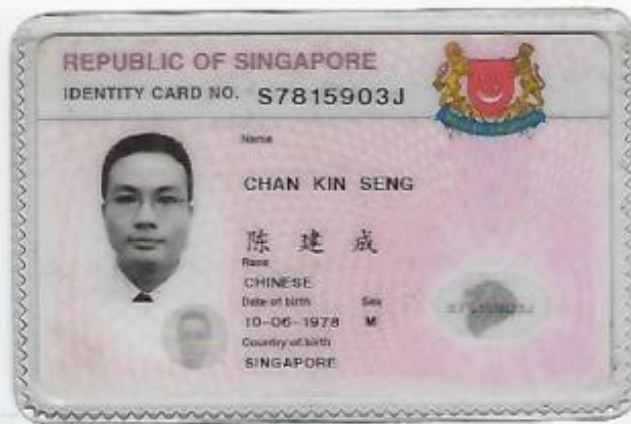 REPUBLIC OF SINGAPORE
IDENTITY CARD NO. S7815903J
Name
CHAN KIN SENG
陈建成
Race
CHINESE
Date of birth Sex
10-06-1978 M
Country of birth
SINGAPORE